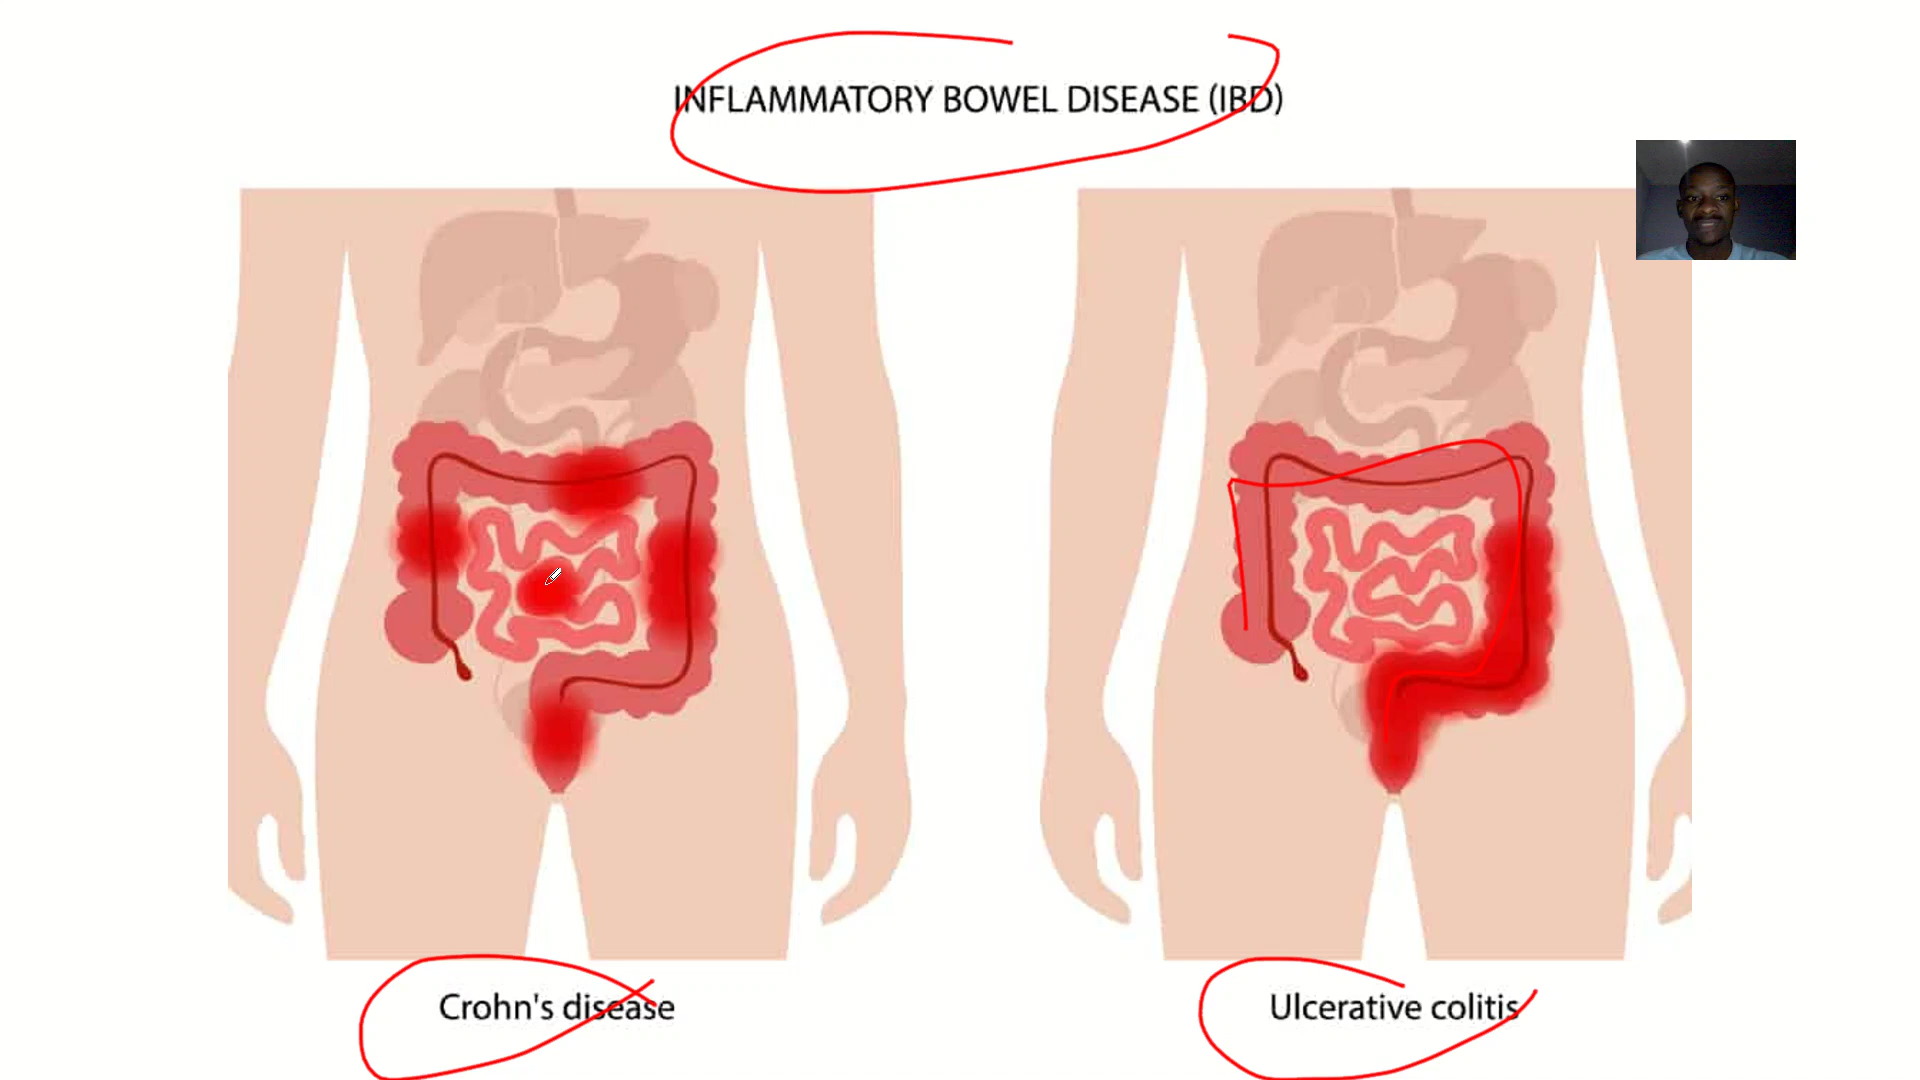 INFLAMMATORY BOWEL DISEASE (IBD)
Crohn's disease
Ulcerative colitis